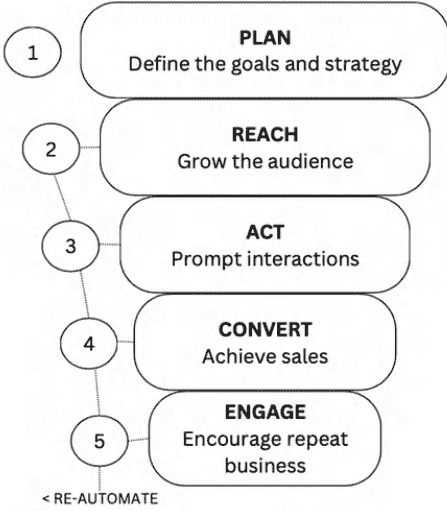 1
PLAN
Define the goals and strategy
2
REACH
Grow the audience
3
ACT
Prompt interactions
4
CONVERT
Achieve sales
5
ENGAGE
Encourage repeat
business
< RE-AUTOMATE